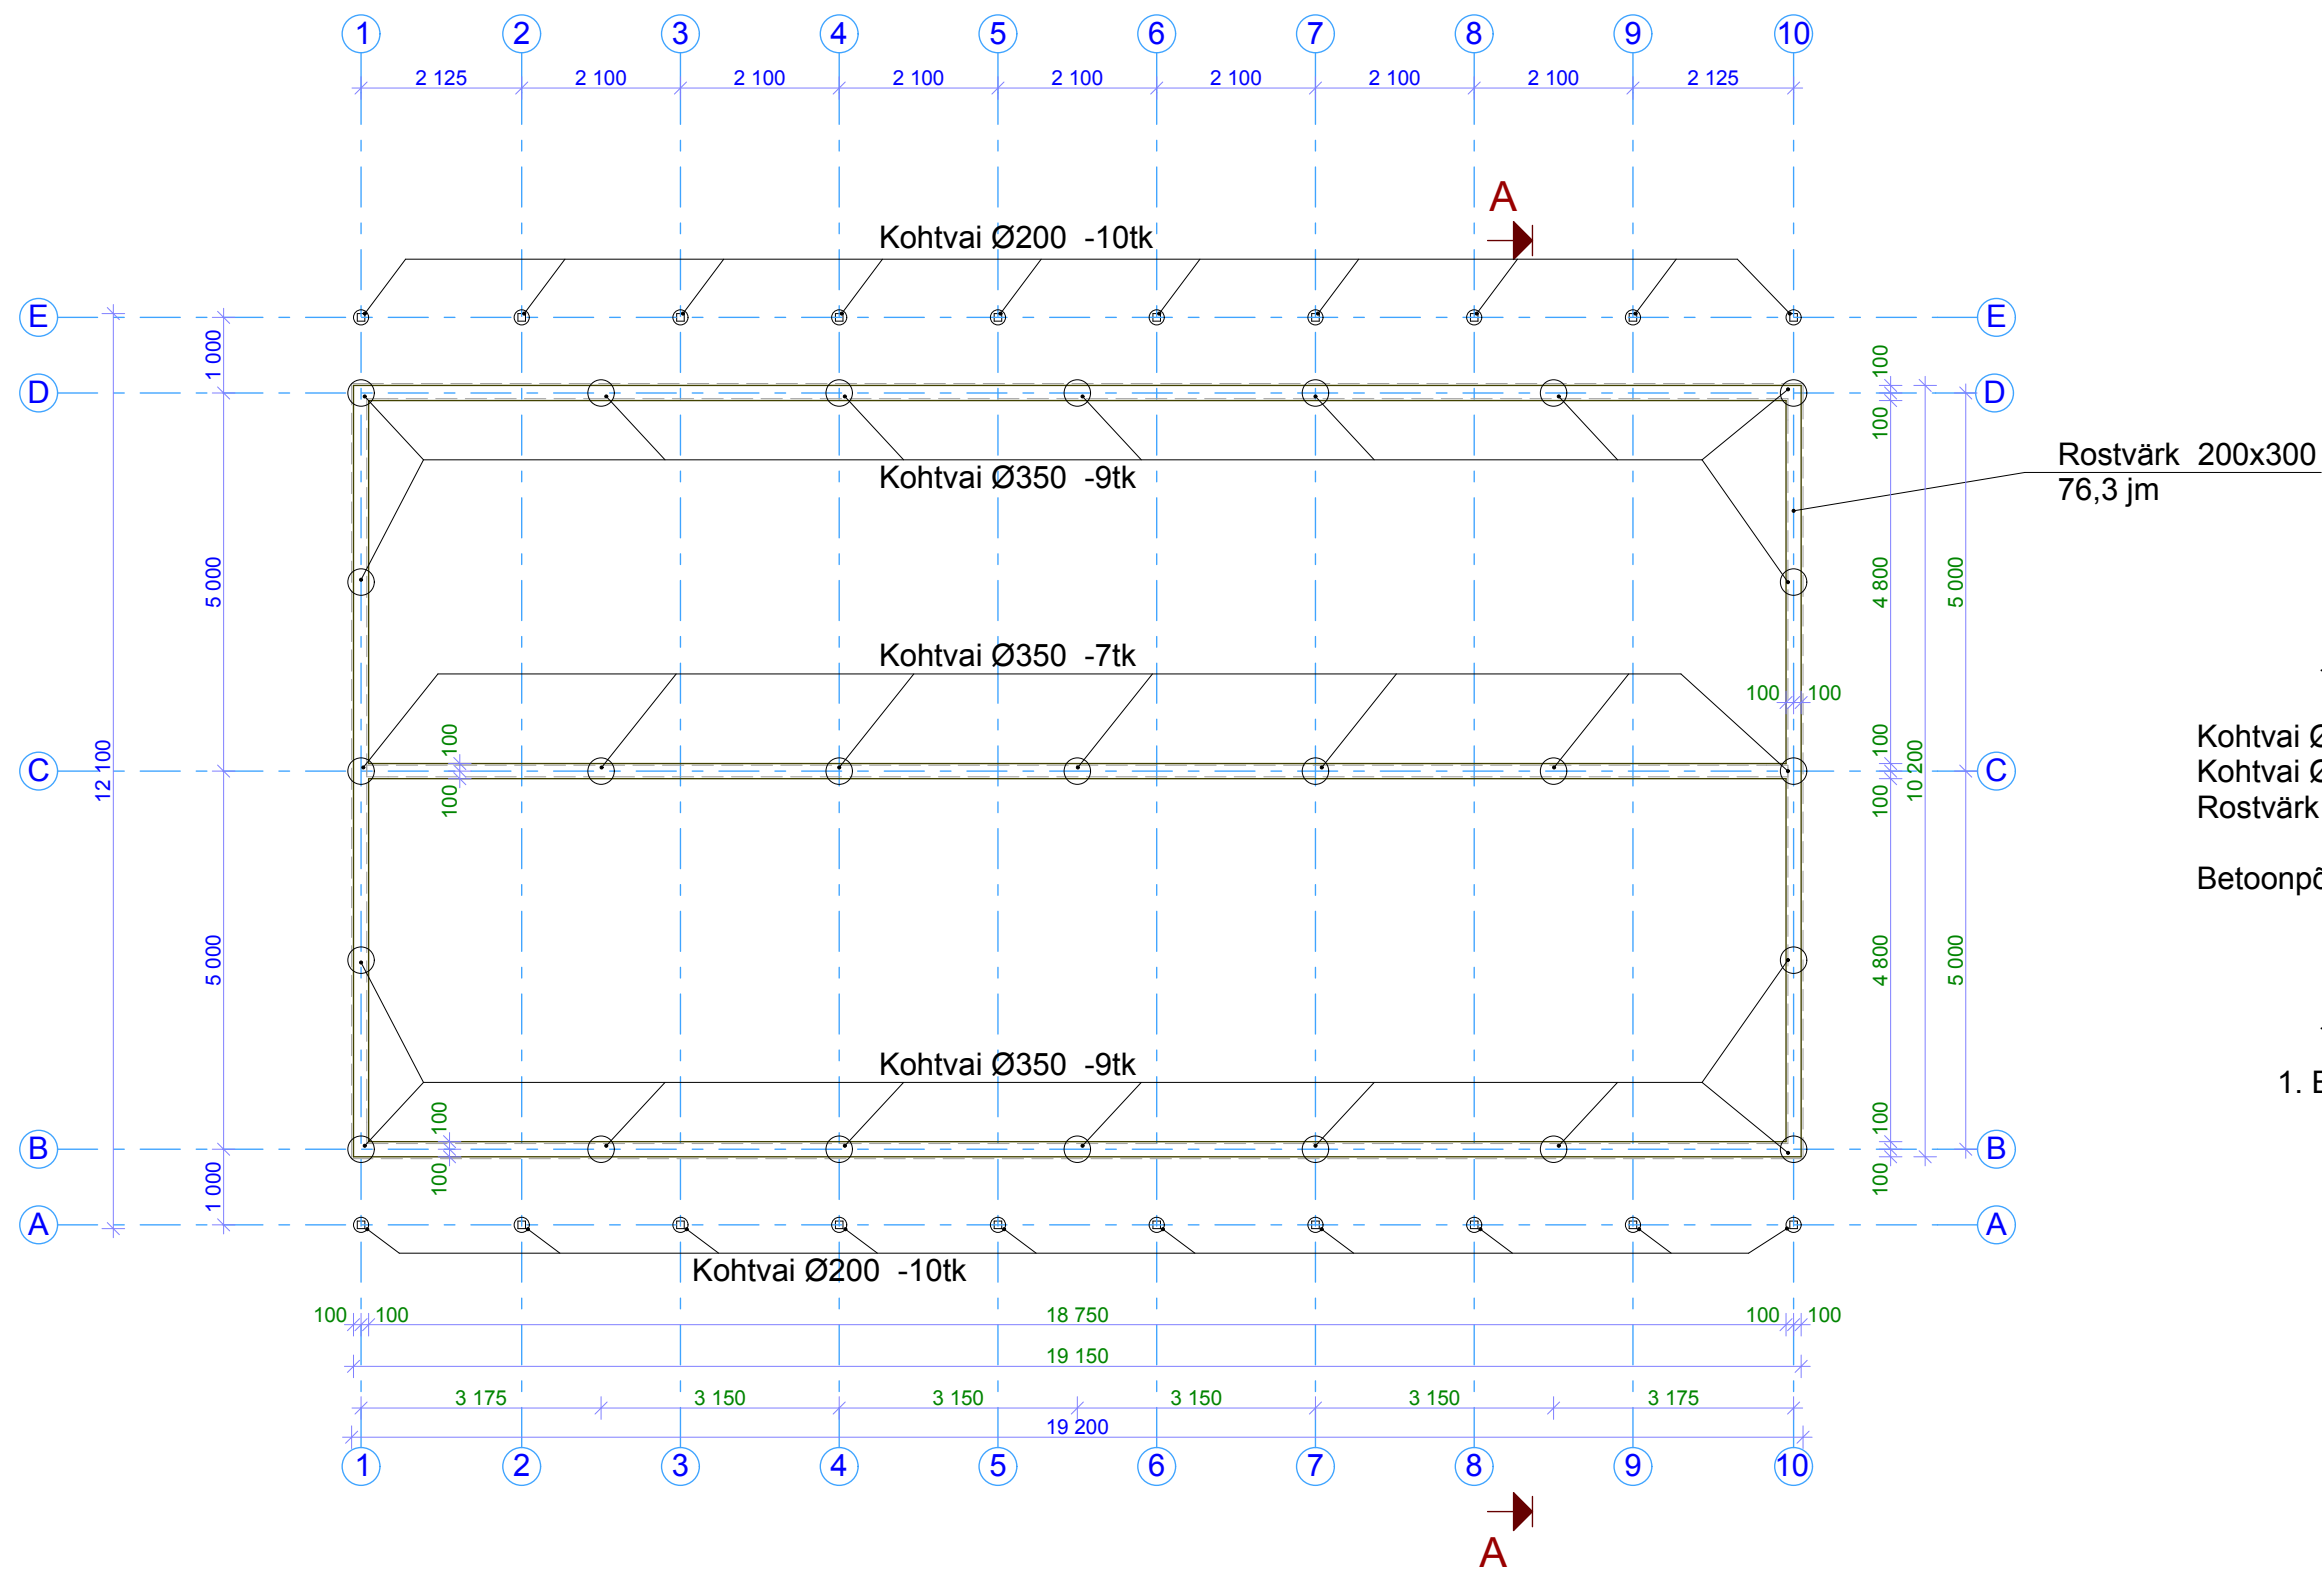 1 2 3 4 5 6 7 8 9 10
2 125 2 100 2 100 2 100 2 100 2 100 2 100 2 100 2 125
A
Kohtvai Ø200 -10tk
E E
1 000 100
D D
100
Rostvärk 200x300
Kohtvai Ø350 -9tk
76,3 jm
5 000 4 800 5 000
Kohtvai Ø350 -7tk
100 100
Kohtvai Ø
100 100
12 100 10 200
C C
Kohtvai Ø
100 100
Rostvärk
5 000 4 800 5 000
Kohtvai Ø350 -9tk
100 100
B B
100 100
1 000
A A
Kohtvai Ø200 -10tk
100 100 18 750 100 100
19 150
3 175 3 150 3 150 3 150 3 150 3 175
19 200
1 2 3 4 5 6 7 8 9 10
A